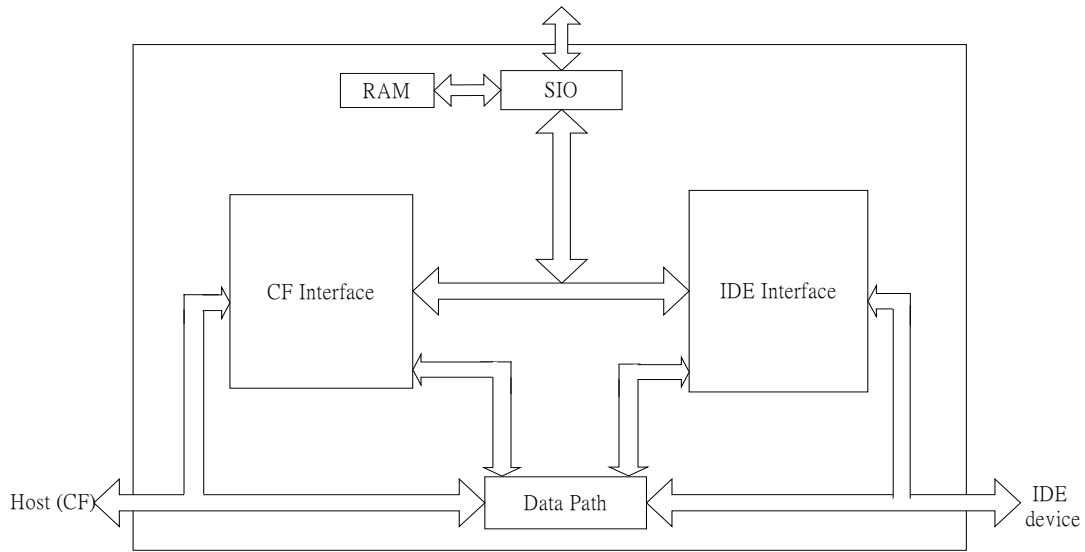 RAM
SIO
CF Interface
IDE Interface
Host (CF)
Data Path
IDE
device